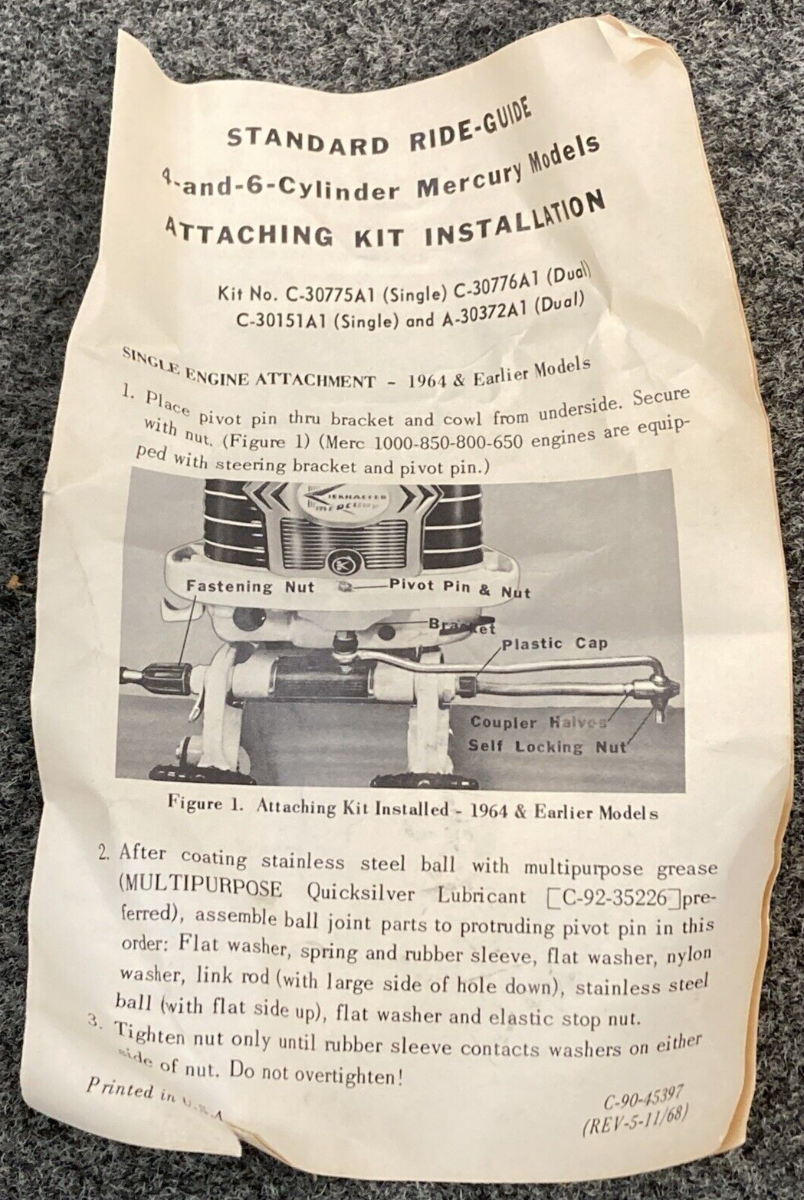 STANDARD RIDE-GUIDE
4-and-6-Cylinder Mercury Models
ATTACHING KIT INSTALLATION
Kit No. C-30775A1 (Single) C-30776A1 (Dual)
C-30151A1 (Single) and A-30372A1 (Dual)
SINGLE ENGINE ATTACHMENT - 1964 & Earlier Models
1. Place pivot pin thru bracket and cowl from underside. Secure
with nut. (Figure 1) (Merc 1000-850-800-650 engines are equip-
ped with steering bracket and pivot pin.)
KIEKHAEFER
MERCURY
K
Fastening Nut
Pivot Pin & Nut
Bracket
Plastic Cap
Coupler Halves
Self Locking Nut
Figure 1. Attaching Kit Installed - 1964 & Earlier Models
2. After coating stainless steel ball with multipurpose grease
(MULTIPURPOSE Quicksilver Lubricant [C-92-35226]pre-
ferred), assemble ball joint parts to protruding pivot pin in this
order: Flat washer, spring and rubber sleeve, flat washer, nylon
washer, link rod (with large side of hole down), stainless steel
ball (with flat side up), flat washer and elastic stop nut.
3. Tighten nut only until rubber sleeve contacts washers on either
side of nut. Do not overtighten!
Printed in U.S.A.
C-90-45397
(REV-5-11/68)